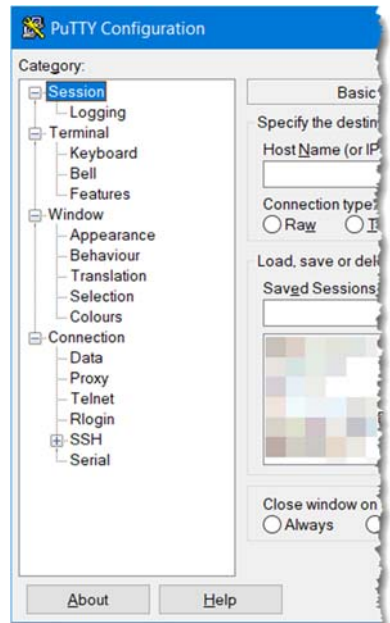 PuTTY Configuration
Category:
Session
Logging
Terminal
Keyboard
Bell
Features
Window
Appearance
Behaviour
Translation
Selection
Colours
Connection
Data
Proxy
Telnet
Rlogin
SSH
Serial
Basic
Specify the destin
Host Name (or IP
Connection type:
Raw
Load, save or dele
Saved Sessions
Close window on
Always
About
Help